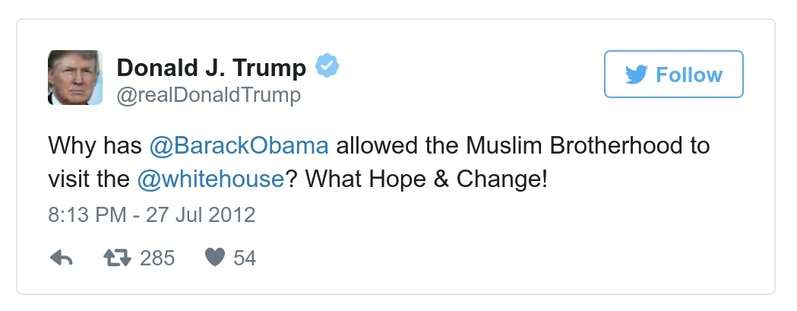 Donald J. Trump
@realDonaldTrump
Follow
Why has @BarackObama allowed the Muslim Brotherhood to
visit the @whitehouse? What Hope & Change!
8:13 PM - 27 Jul 2012
285 54